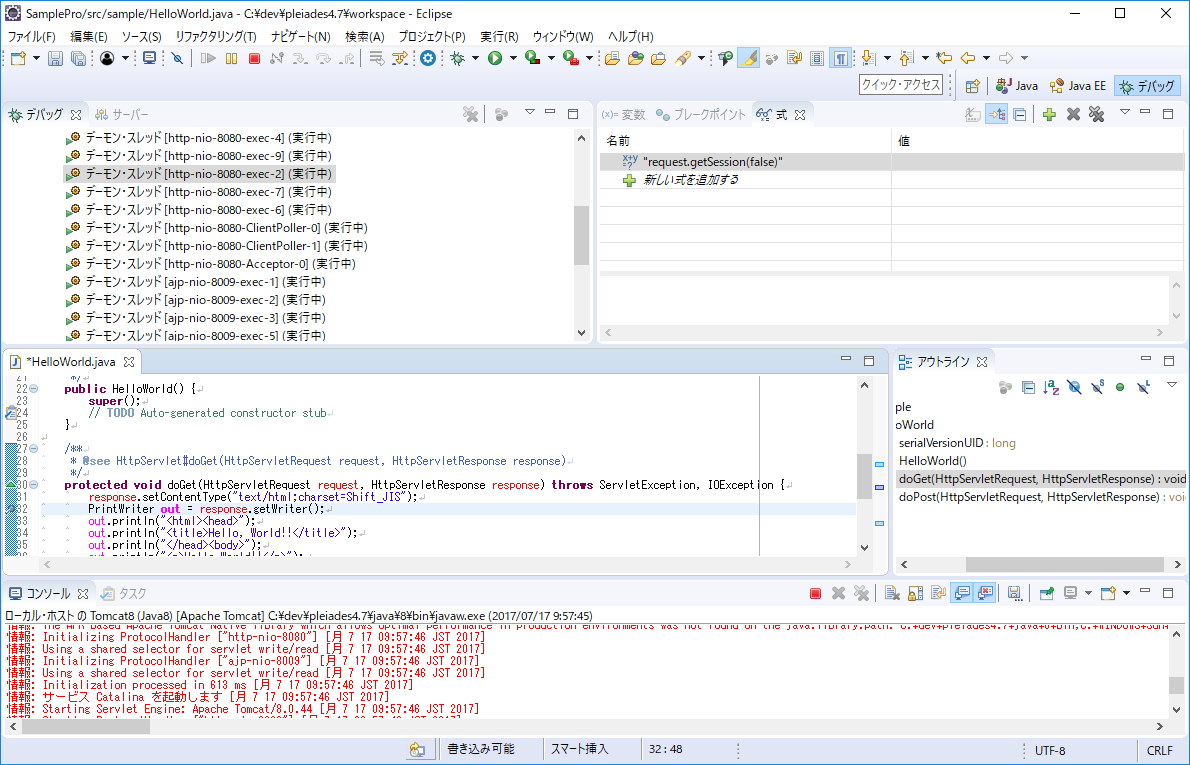 SamplePro/src/sample/HelloWorld.java - C:¥dev¥pleiades4.7¥workspace - Eclipse
ファイル(F) 編集(E) ソース(S) リファクタリング(T) ナビゲート(N) 検索(A) プロジェクト(P) 実行(R) ウィンドウ(W) ヘルプ(H)
クイック・アクセス Java Java EE デバッグ
デバッグ サーバー
デーモン・スレッド [http-nio-8080-exec-4] (実行中)
デーモン・スレッド [http-nio-8080-exec-9] (実行中)
デーモン・スレッド [http-nio-8080-exec-2] (実行中)
デーモン・スレッド [http-nio-8080-exec-7] (実行中)
デーモン・スレッド [http-nio-8080-exec-6] (実行中)
デーモン・スレッド [http-nio-8080-ClientPoller-0] (実行中)
デーモン・スレッド [http-nio-8080-ClientPoller-1] (実行中)
デーモン・スレッド [http-nio-8080-Acceptor-0] (実行中)
デーモン・スレッド [ajp-nio-8009-exec-1] (実行中)
デーモン・スレッド [ajp-nio-8009-exec-2] (実行中)
デーモン・スレッド [ajp-nio-8009-exec-3] (実行中)
デーモン・スレッド [ajp-nio-8009-exec-5] (実行中)
(x)= 変数 ブレークポイント 式
名前 値
"request.getSession(false)"
新しい式を追加する
*HelloWorld.java
21 */
22 public HelloWorld() {
23 super();
24 // TODO Auto-generated constructor stub
25 }
26
27 /**
28 * @see HttpServlet#doGet(HttpServletRequest request, HttpServletResponse response)
29 */
30 protected void doGet(HttpServletRequest request, HttpServletResponse response) throws ServletException, IOException {
31 response.setContentType("text/html;charset=Shift_JIS");
32 PrintWriter out = response.getWriter();
33 out.println("<html><head>");
34 out.println("<title>Hello, World!!</title>");
35 out.println("</head><body>");
36 out.println("<p>Hello World!!</p>");
アウトライン
ple
oWorld
serialVersionUID : long
HelloWorld()
doGet(HttpServletRequest, HttpServletResponse) : void
doPost(HttpServletRequest, HttpServletResponse) : voi
コンソール タスク
ローカル・ホスト の Tomcat8 (Java8) [Apache Tomcat] C:¥dev¥pleiades4.7¥java¥8¥bin¥javaw.exe (2017/07/17 9:57:45)
情報: Initializing ProtocolHandler ["http-nio-8080"] [月 7 17 09:57:46 JST 2017]
情報: Using a shared selector for servlet write/read [月 7 17 09:57:46 JST 2017]
情報: Initializing ProtocolHandler ["ajp-nio-8009"] [月 7 17 09:57:46 JST 2017]
情報: Using a shared selector for servlet write/read [月 7 17 09:57:46 JST 2017]
情報: Initialization processed in 613 ms [月 7 17 09:57:46 JST 2017]
情報: サービス Catalina を起動します [月 7 17 09:57:46 JST 2017]
情報: Starting Servlet Engine: Apache Tomcat/8.0.44 [月 7 17 09:57:46 JST 2017]
書き込み可能 スマート挿入 32 : 48 UTF-8 CRLF